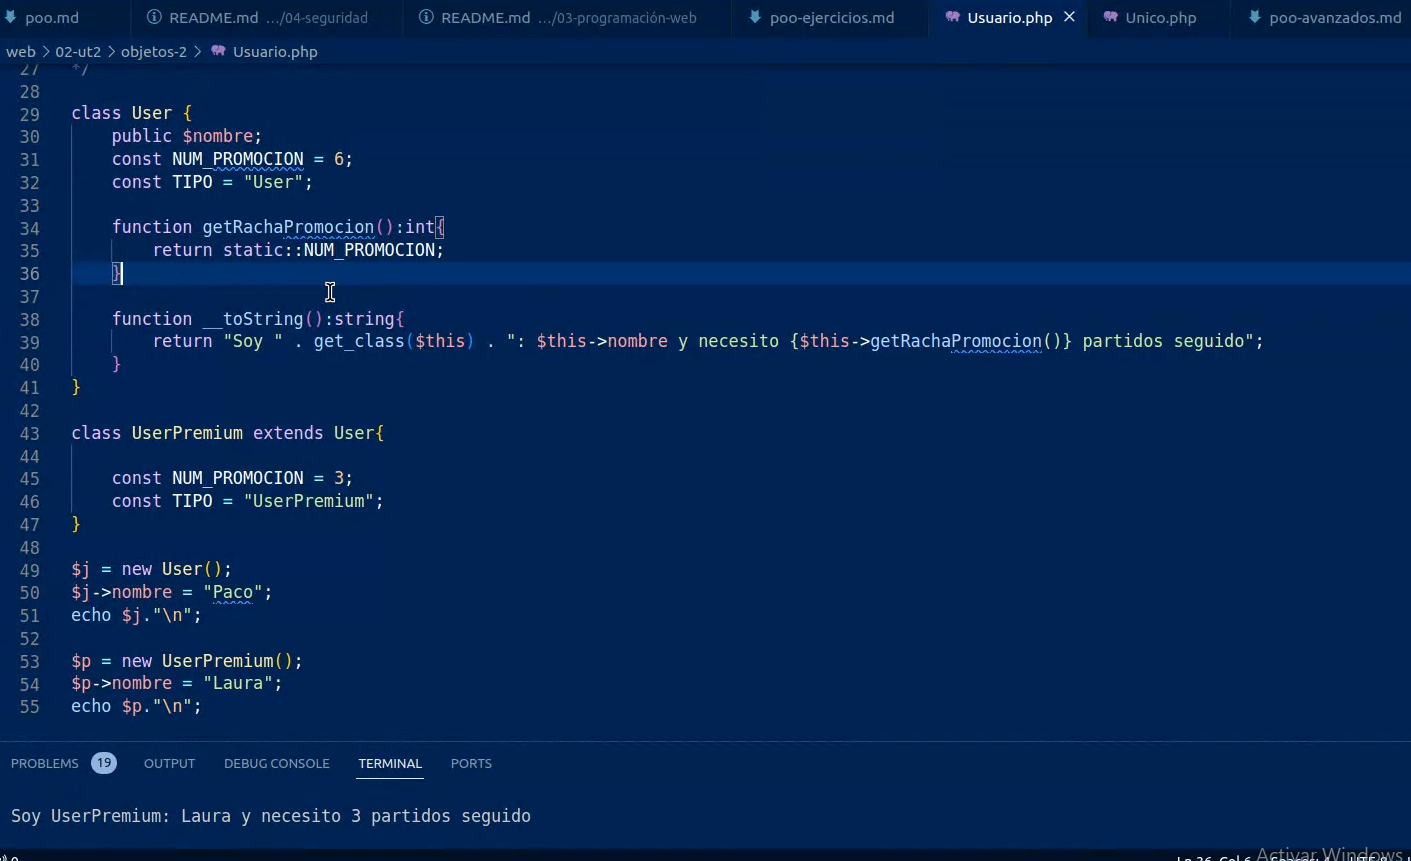 poo.md README.md .../04-seguridad README.md .../03-programación-web poo-ejercicios.md Usuario.php Unico.php poo-avanzados.md
web > 02-ut2 > objetos-2 > Usuario.php
27 */
28
29 class User {
30 public $nombre;
31 const NUM_PROMOCION = 6;
32 const TIPO = "User";
33
34 function getRachaPromocion():int{
35 return static::NUM_PROMOCION;
36 }
37
38 function __toString():string{
39 return "Soy " . get_class($this) . ": $this->nombre y necesito {$this->getRachaPromocion()} partidos seguido";
40 }
41 }
42
43 class UserPremium extends User{
44
45 const NUM_PROMOCION = 3;
46 const TIPO = "UserPremium";
47 }
48
49 $j = new User();
50 $j->nombre = "Paco";
51 echo $j."\n";
52
53 $p = new UserPremium();
54 $p->nombre = "Laura";
55 echo $p."\n";
PROBLEMS 19 OUTPUT DEBUG CONSOLE TERMINAL PORTS
Soy UserPremium: Laura y necesito 3 partidos seguido
Activar Windows